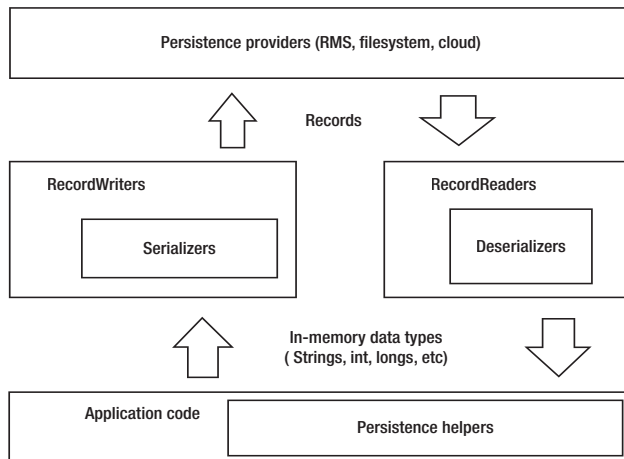 Persistence providers (RMS, filesystem, cloud)
Records
RecordWriters
RecordReaders
Serializers
Deserializers
In-memory data types
( Strings, int, longs, etc)
Application code
Persistence helpers